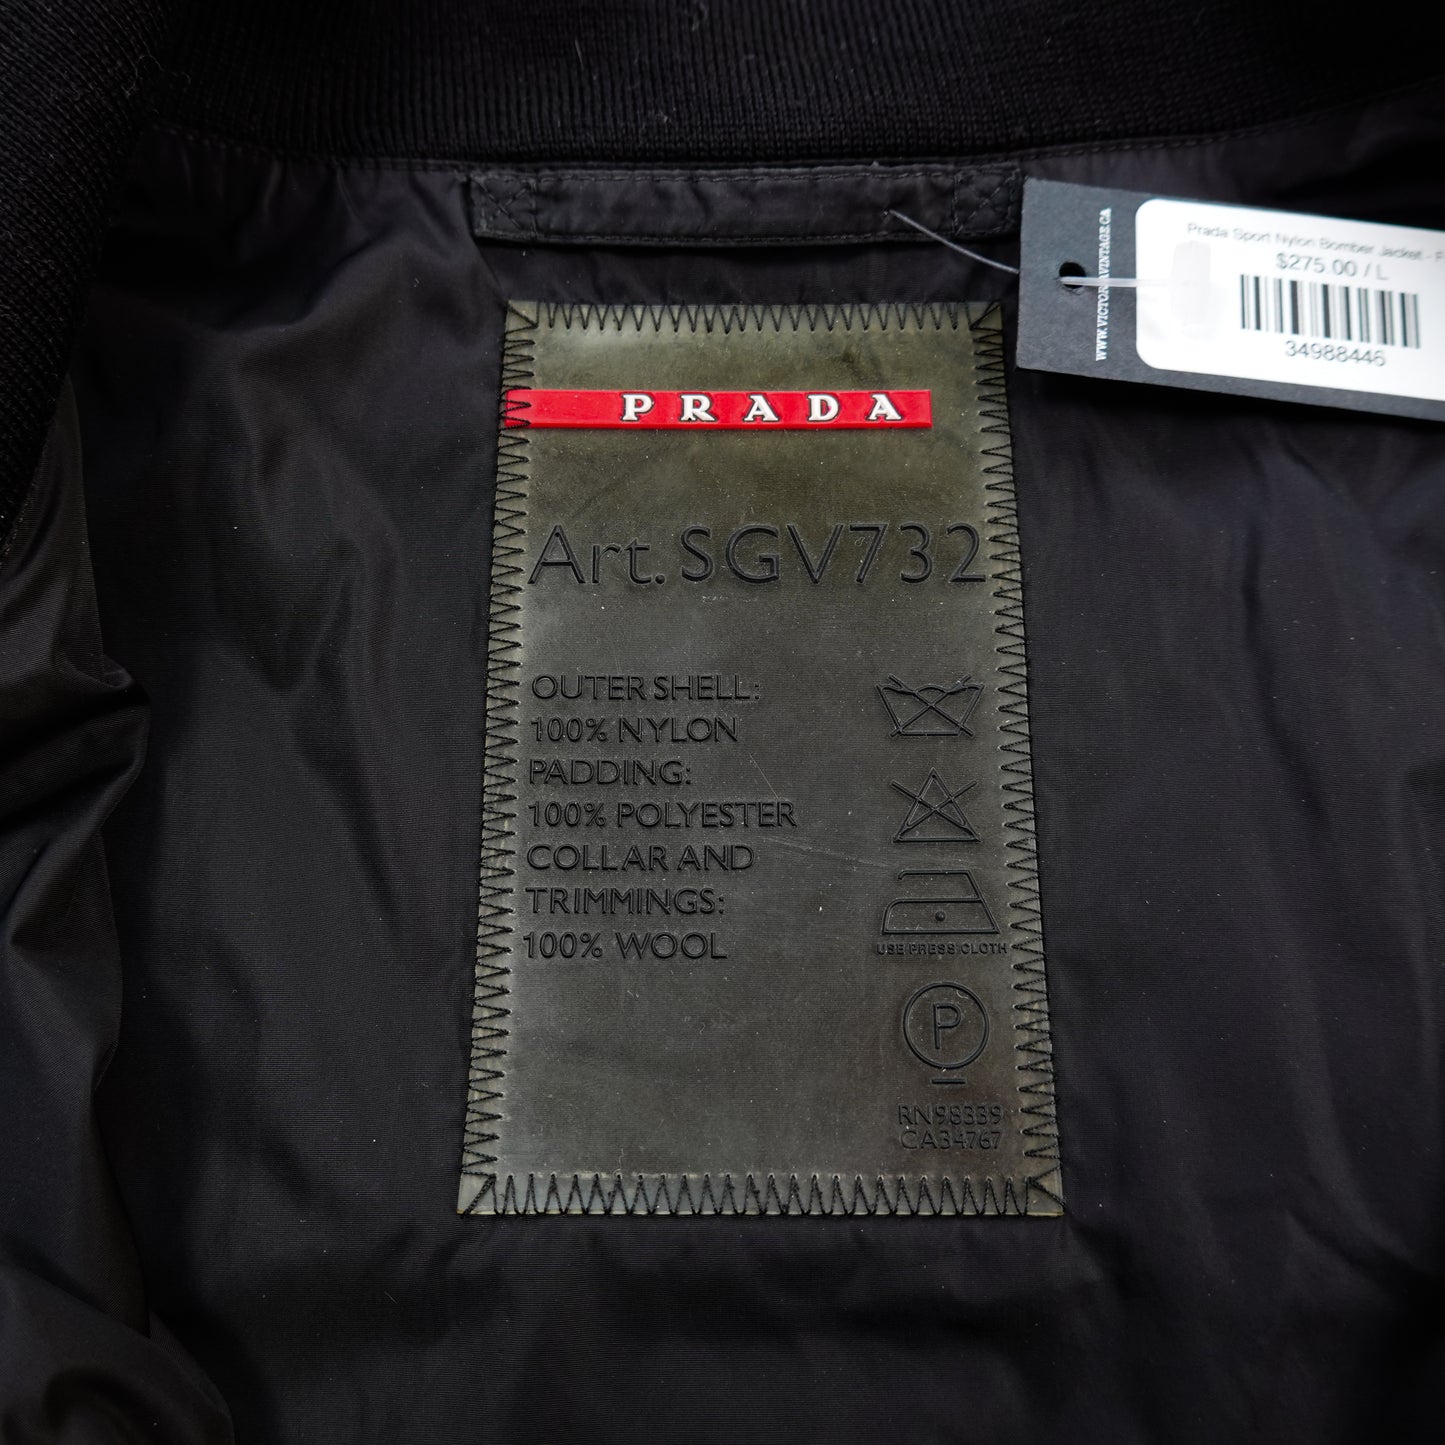 PRADA
Art. SGV732
OUTER SHELL:
100% NYLON
PADDING:
100% POLYESTER
COLLAR AND
TRIMMINGS:
100% WOOL
USE PRESS CLOTH
P
RN98339
CA34767
Prada Sport Nylon Bomber Jacket - F
$275.00 / L
34988446